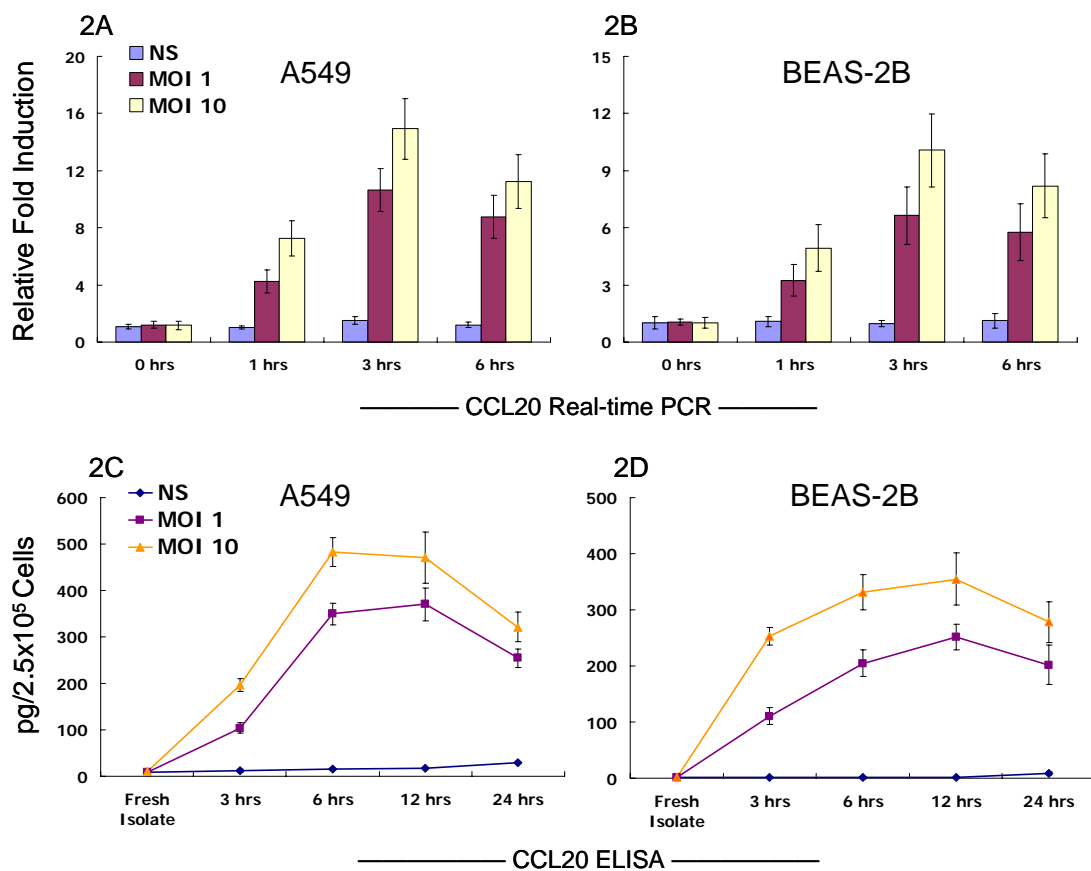 2A
NS
MOI 1
MOI 10
A549
Relative Fold Induction
20
16
12
8
4
0
0 hrs 1 hrs 3 hrs 6 hrs
2B
BEAS-2B
15
12
9
6
3
0
0 hrs 1 hrs 3 hrs 6 hrs
CCL20 Real-time PCR
2C
NS
MOI 1
MOI 10
A549
pg/2.5x10⁵ Cells
600
500
400
300
200
100
0
Fresh Isolate 3 hrs 6 hrs 12 hrs 24 hrs
2D
BEAS-2B
500
400
300
200
100
0
Fresh Isolate 3 hrs 6 hrs 12 hrs 24 hrs
CCL20 ELISA